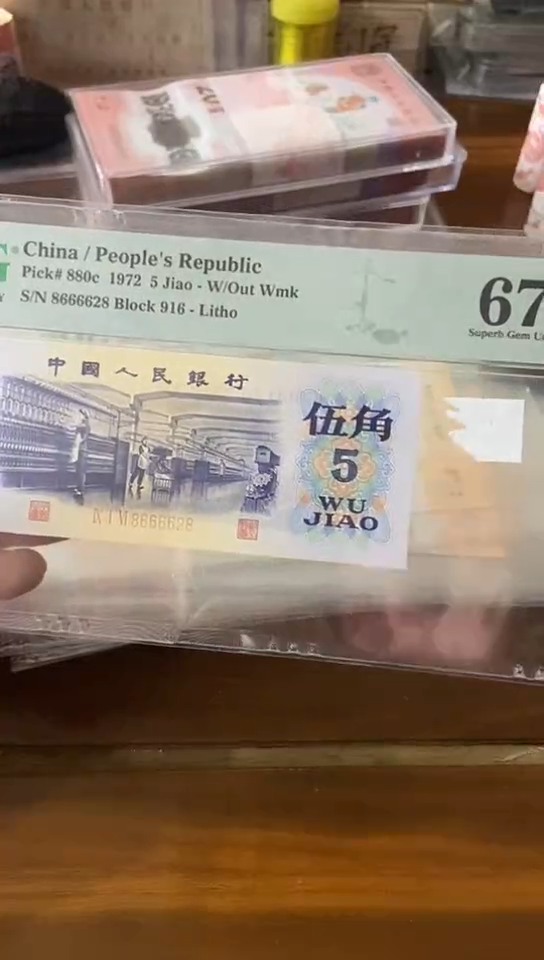 China / People's Republic
Pick# 880c 1972 5 Jiao - W/Out Wmk
S/N 8666628 Block 916 - Litho
67
Superb Gem
中國人民銀行
伍角
5
WU
JIAO
8666628